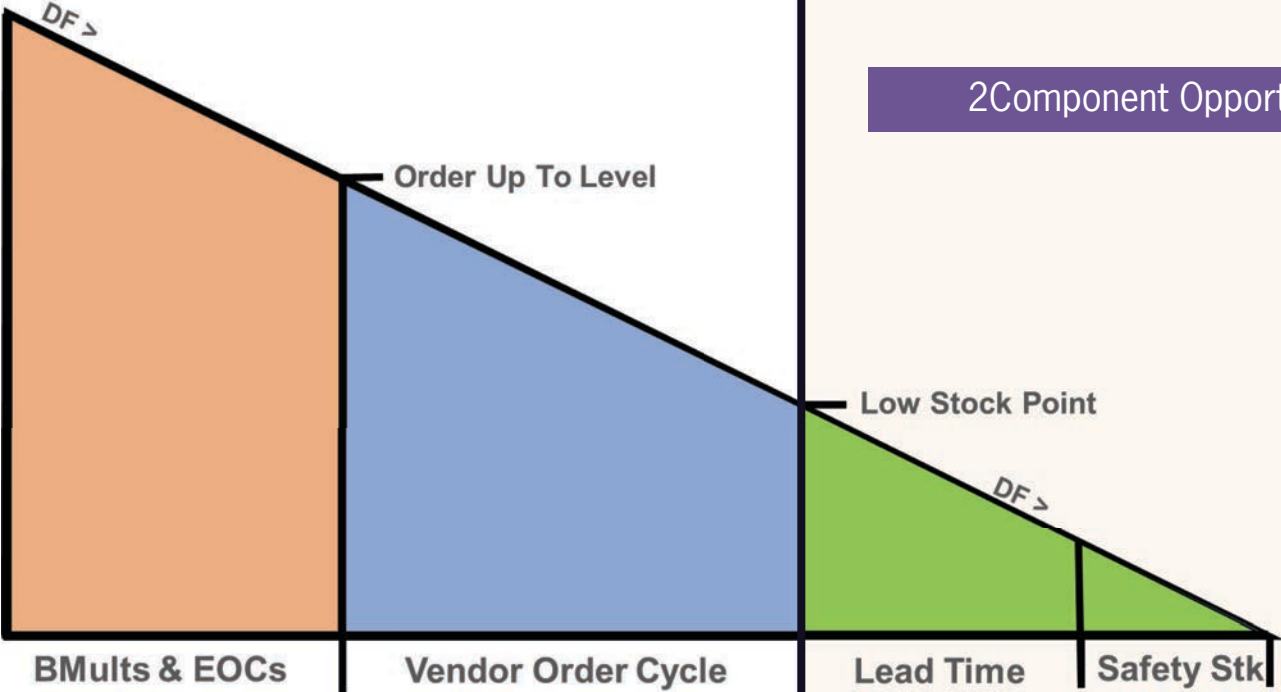 DF >
2Component
Order Up To Level
Low Stock Point
DF >
BMults & EOCs
Vendor Order Cycle
Lead Time
Safety Stk